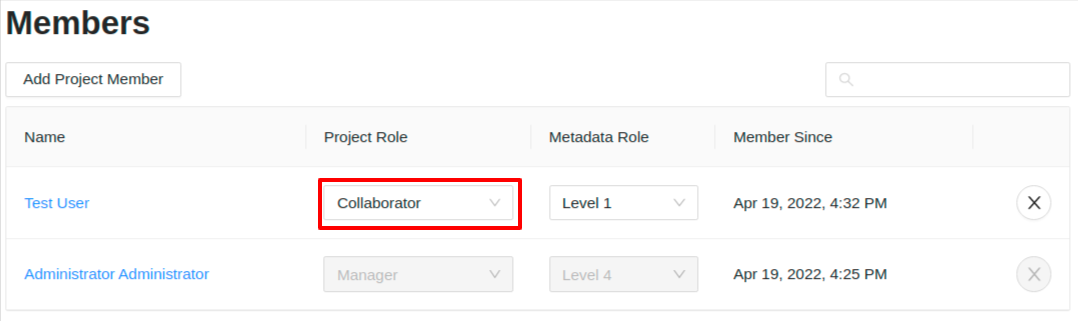 Members
Add Project Member
Name Project Role Metadata Role Member Since
Test User Collaborator Level 1 Apr 19, 2022, 4:32 PM
Administrator Administrator Manager Level 4 Apr 19, 2022, 4:25 PM